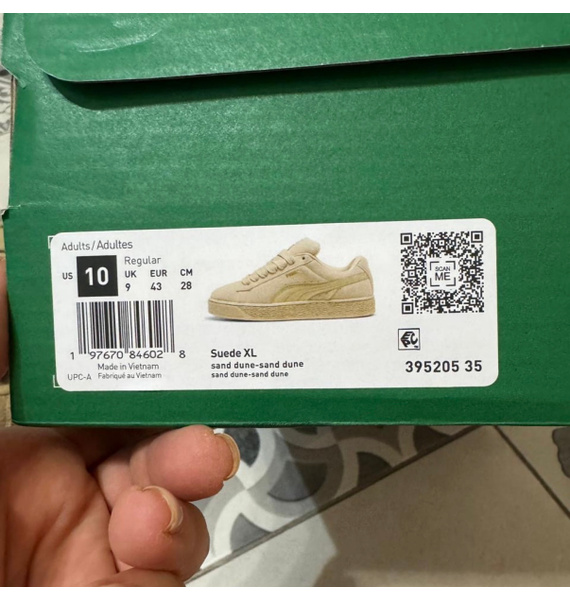 Adults/Adultes
Regular
US 10 UK EUR CM
9 43 28
1 97670 84602 8
Made in Vietnam
UPC-A Fabriqué au Vietnam
Suede XL
sand dune-sand dune
sand dune-sand dune
SCAN
ME
395205 35